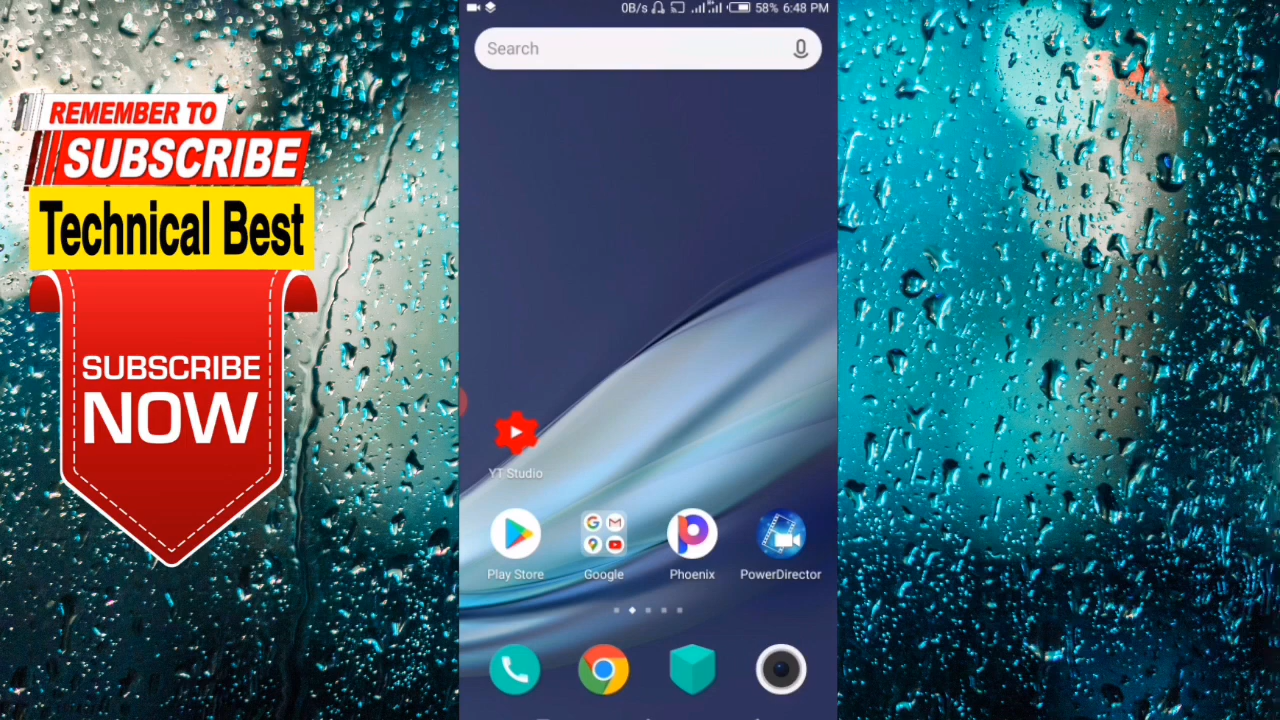 0B/s 58% 6:48 PM
Search
REMEMBER TO
SUBSCRIBE
Technical Best
SUBSCRIBE
NOW
YT Studio
Play Store
Google
Phoenix
PowerDirector